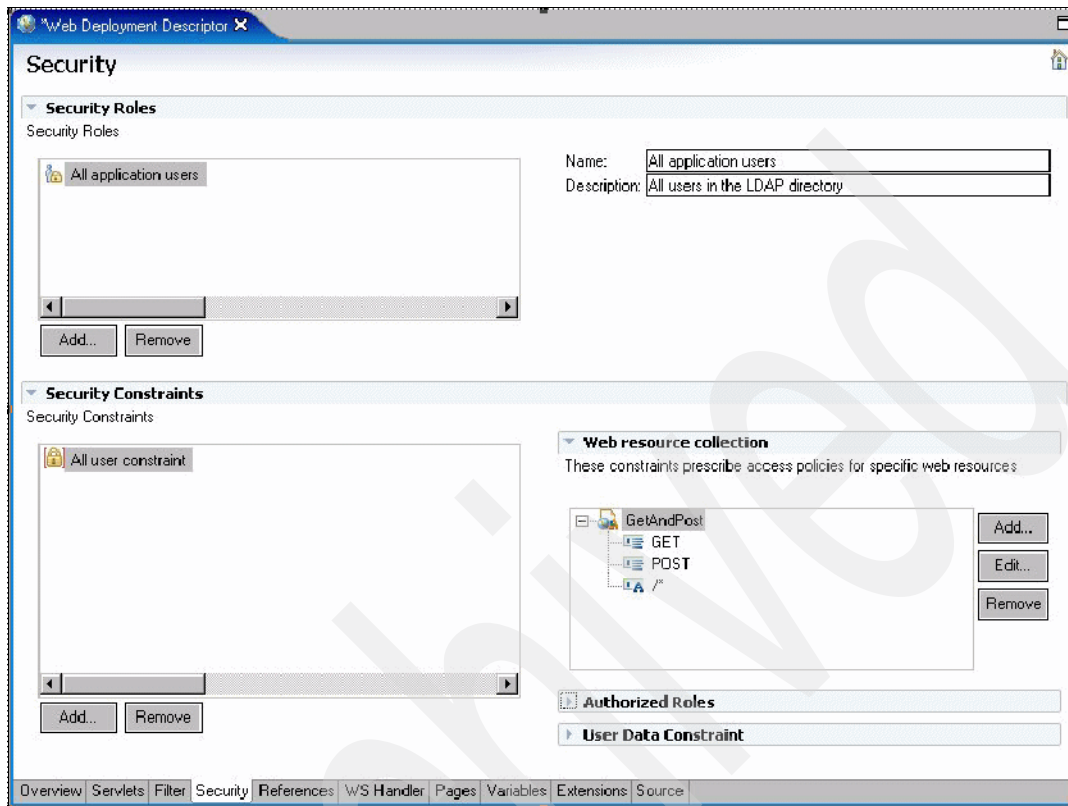 *Web Deployment Descriptor
Security
Security Roles
Security Roles
All application users
Name: All application users
Description: All users in the LDAP directory
Add... Remove
Security Constraints
Security Constraints
All user constraint
Web resource collection
These constraints prescribe access policies for specific web resources
GetAndPost
GET
POST
/*
Add...
Edit...
Remove
Authorized Roles
User Data Constraint
Add... Remove
Overview Servlets Filter Security References WS Handler Pages Variables Extensions Source